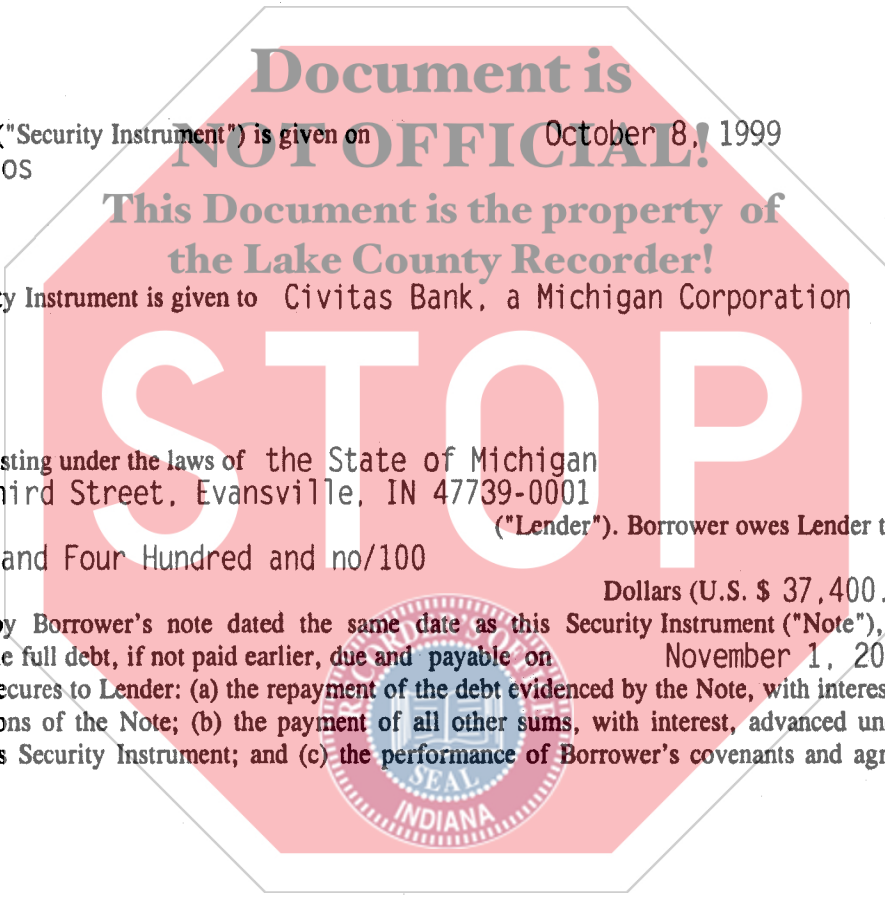 Document is
("Security Instrument") is given on October 8, 1999
NOT OFFICIAL!
os
This Document is the property of
the Lake County Recorder!
y Instrument is given to Civitas Bank, a Michigan Corporation
STOP
sting under the laws of the State of Michigan
ird Street, Evansville, IN 47739-0001
("Lender"). Borrower owes Lender t
and Four Hundred and no/100
Dollars (U.S. $ 37,400.
y Borrower's note dated the same date as this Security Instrument ("Note"),
e full debt, if not paid earlier, due and payable on November 1, 20
ecures to Lender: (a) the repayment of the debt evidenced by the Note, with interes
ons of the Note; (b) the payment of all other sums, with interest, advanced un
s Security Instrument; and (c) the performance of Borrower's covenants and agr
SEAL
INDIANA